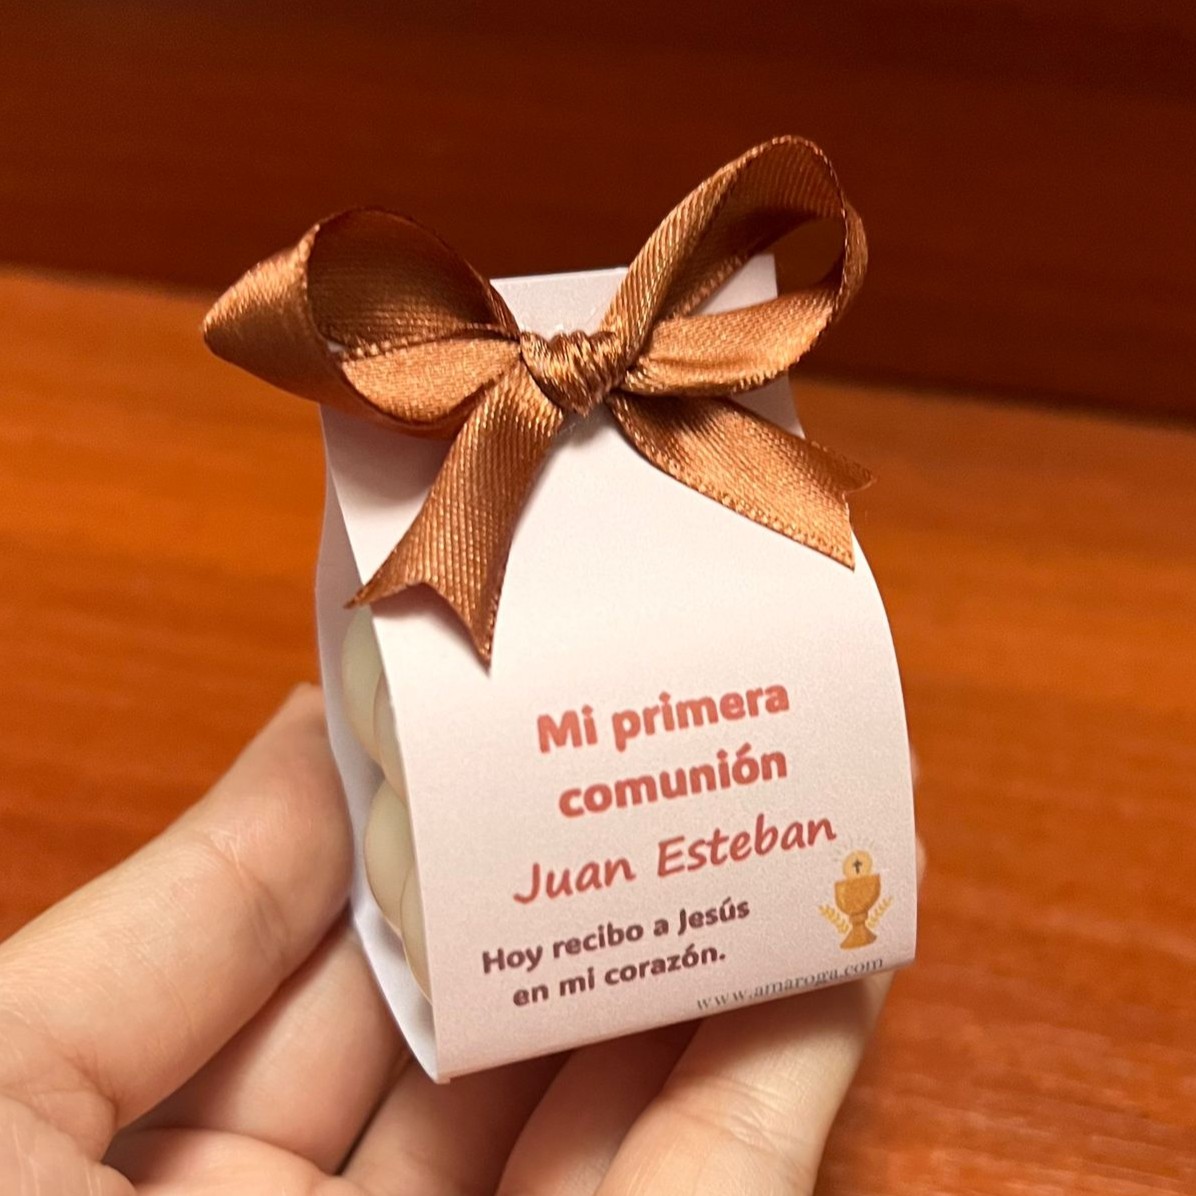 Mi primera
comunión
Juan Esteban
Hoy recibo a Jesús
en mi corazón.
www.amaroga.com